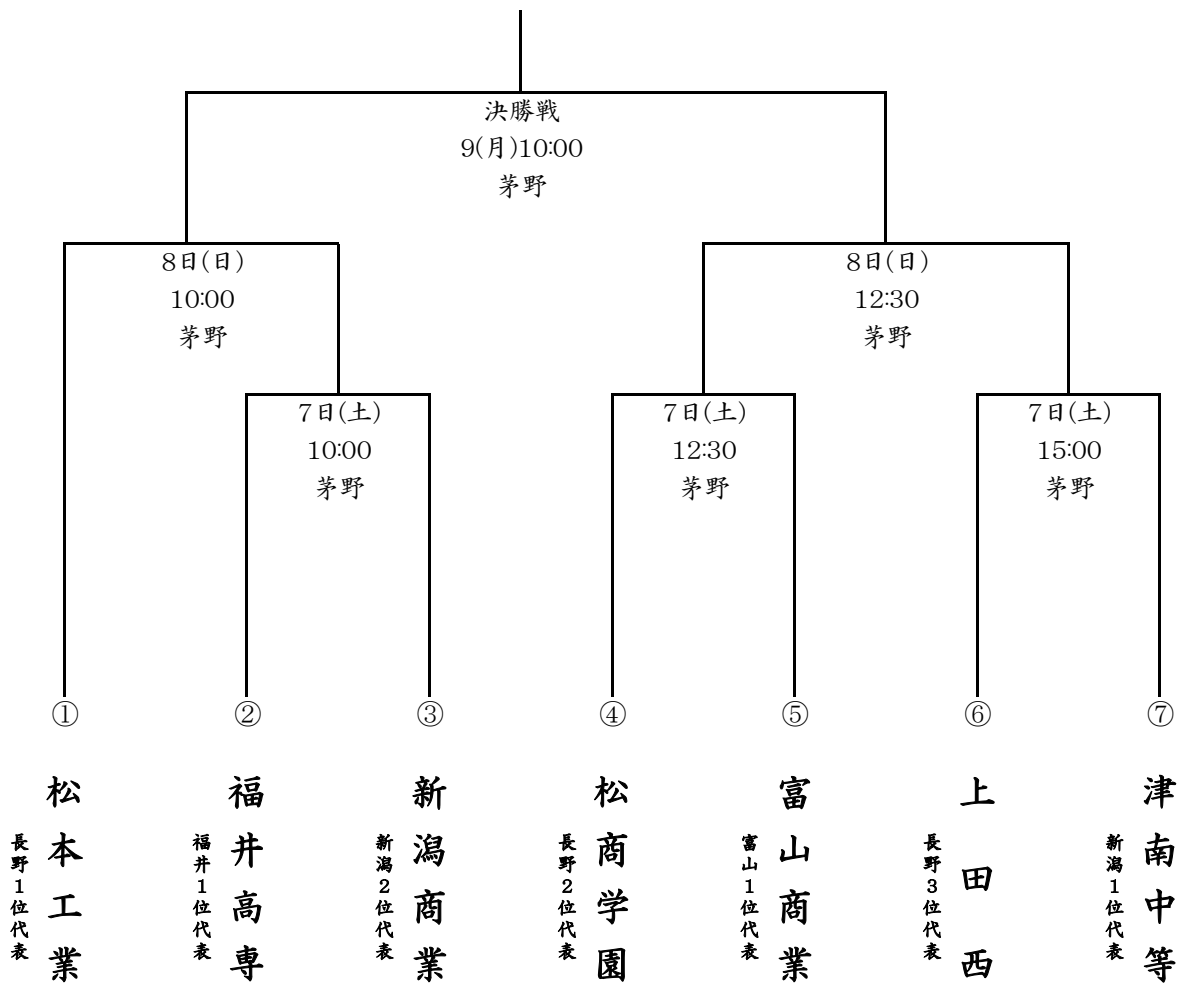 決勝戦
9(月)10:00
茅野
8日(日)
10:00
茅野
8日(日)
12:30
茅野
7日(土)
10:00
茅野
7日(土)
12:30
茅野
7日(土)
15:00
茅野
①
②
③
④
⑤
⑥
⑦
松本工業
長野1位代表
福井高専
福井1位代表
新潟商業
新潟2位代表
松商学園
長野2位代表
富山商業
富山1位代表
上田西
長野3位代表
津南中等
新潟1位代表